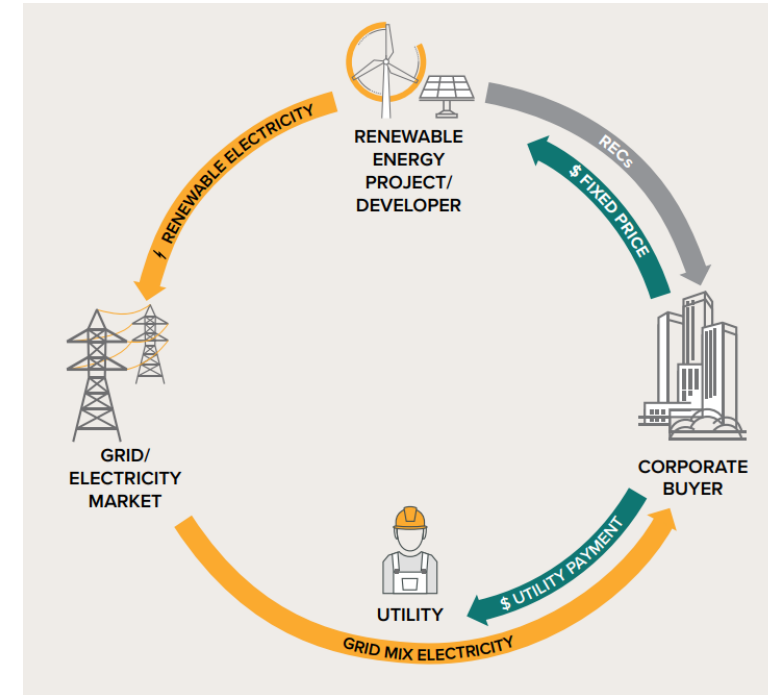 RENEWABLE
ENERGY
PROJECT/
DEVELOPER
RENEWABLE ELECTRICITY
RECs
$ FIXED PRICE
GRID/
ELECTRICITY
MARKET
CORPORATE
BUYER
$ UTILITY PAYMENT
UTILITY
GRID MIX ELECTRICITY